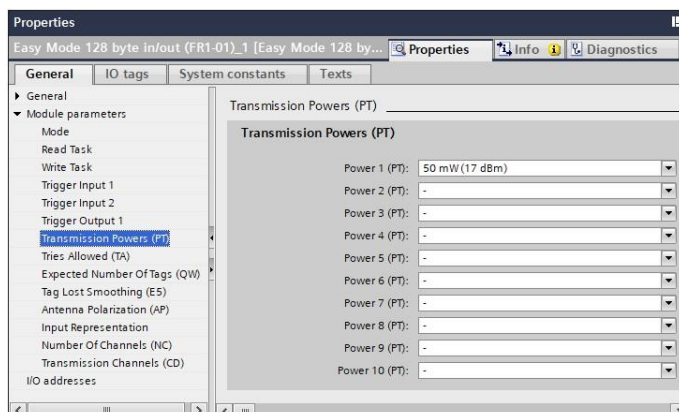 Properties
Easy Mode 128 byte in/out (FR1-01)_1 [Easy Mode 128 by...
Properties
Info
Diagnostics
General
IO tags
System constants
Texts
General
Module parameters
Mode
Read Task
Write Task
Trigger Input 1
Trigger Input 2
Trigger Output 1
Transmission Powers (PT)
Tries Allowed (TA)
Expected Number Of Tags (QW)
Tag Lost Smoothing (E5)
Antenna Polarization (AP)
Input Representation
Number Of Channels (NC)
Transmission Channels (CD)
I/O addresses
Transmission Powers (PT)
Transmission Powers (PT)
Power 1 (PT): 50 mW (17 dBm)
Power 2 (PT): -
Power 3 (PT): -
Power 4 (PT): -
Power 5 (PT): -
Power 6 (PT): -
Power 7 (PT): -
Power 8 (PT): -
Power 9 (PT): -
Power 10 (PT): -